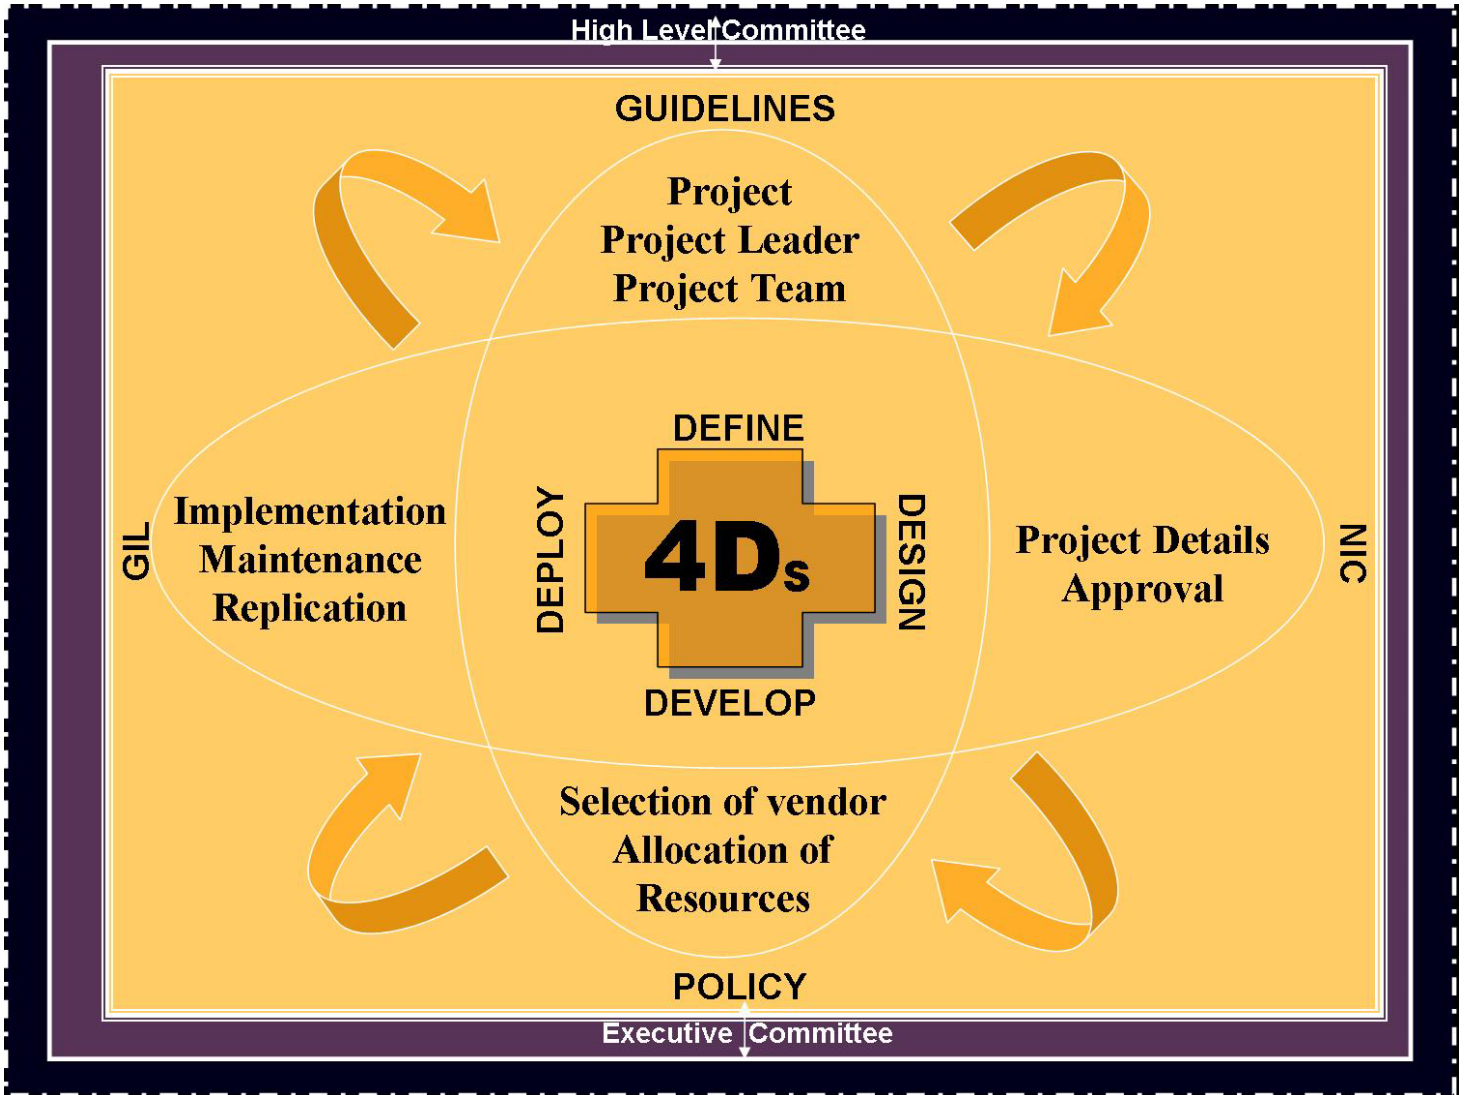 High Level Committee
GUIDELINES
Project
Project Leader
Project Team
DEFINE
Implementation
Maintenance
Replication
GIL
DEPLOY
4Ds
DESIGN
Project Details
Approval
NIC
DEVELOP
Selection of vendor
Allocation of
Resources
POLICY
Executive Committee